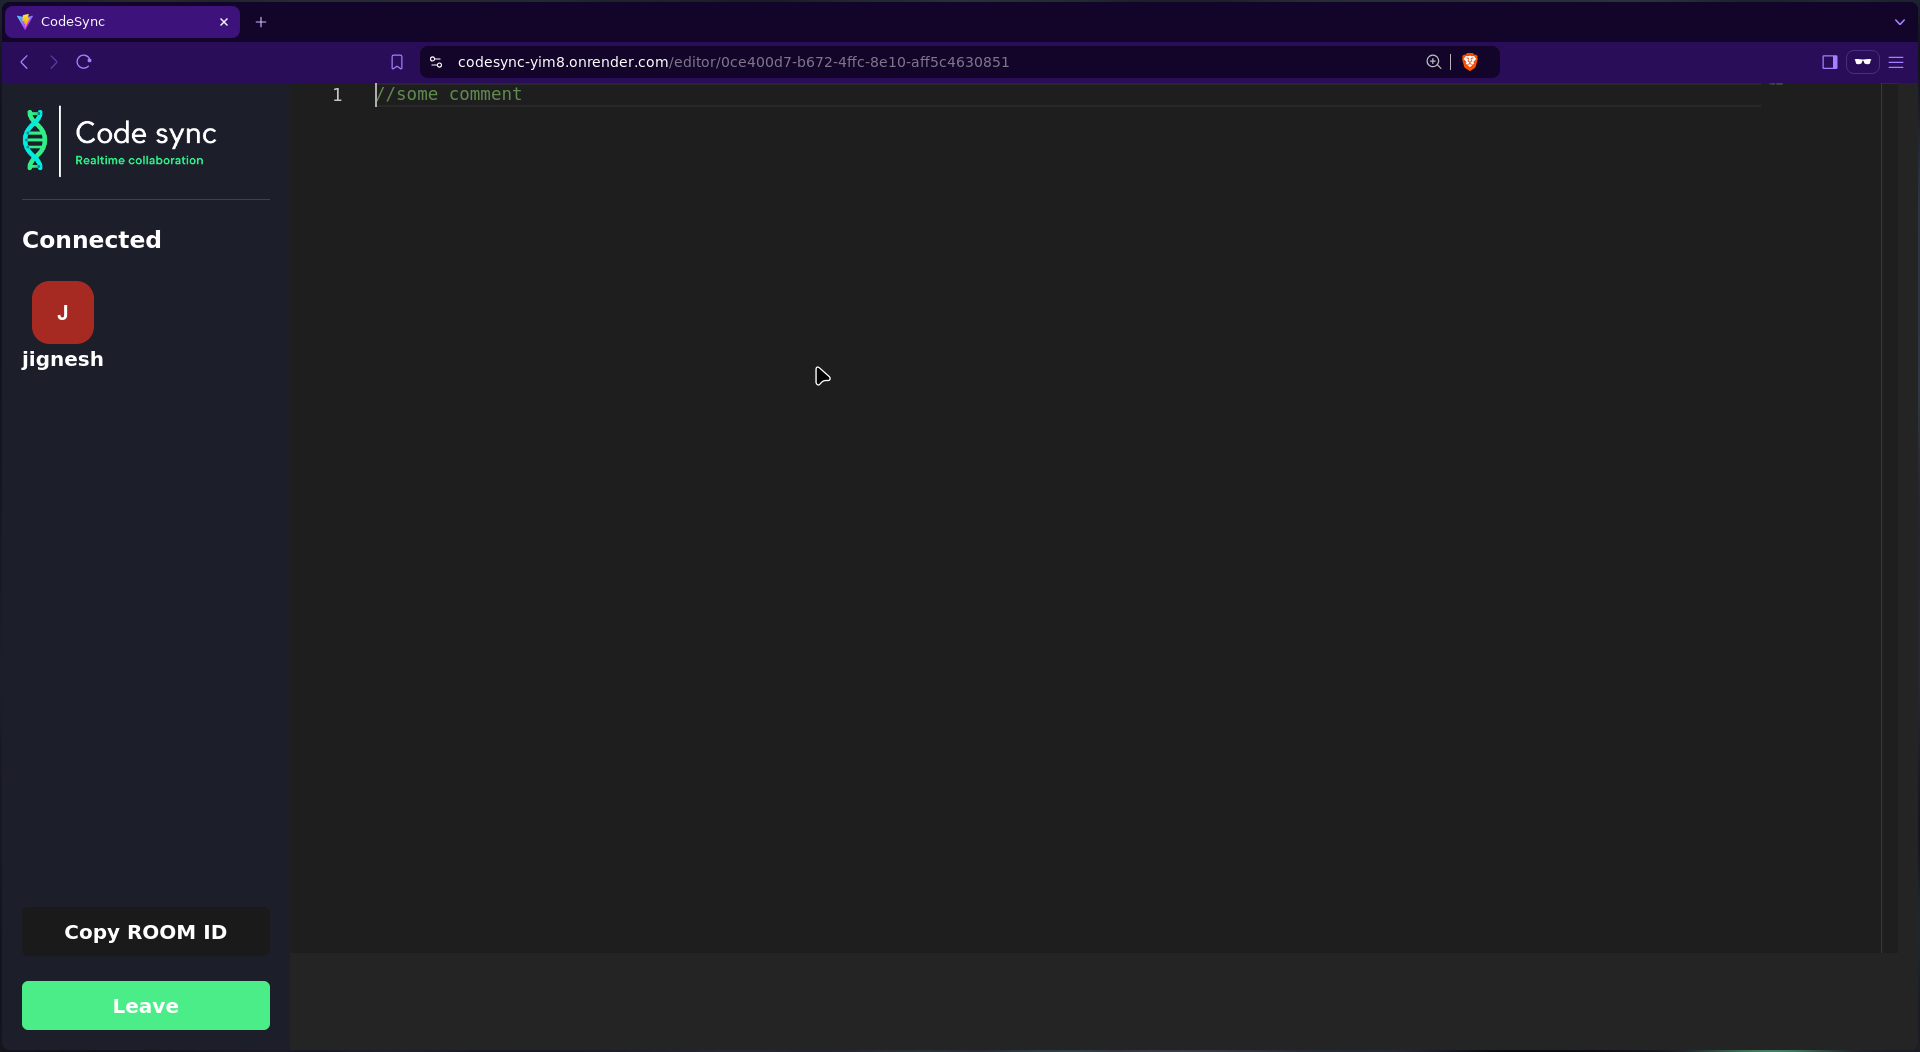 CodeSync
codesync-yim8.onrender.com/editor/0ce400d7-b672-4ffc-8e10-aff5c4630851
Code sync
Realtime collaboration
1 //some comment
Connected
J
jignesh
Copy ROOM ID
Leave